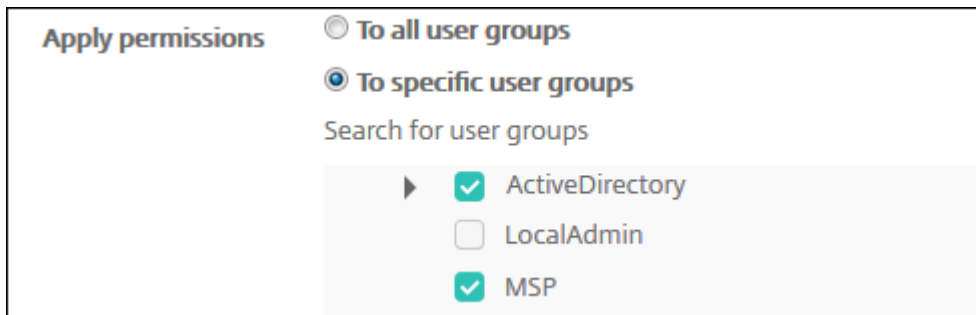 Apply permissions
To all user groups
To specific user groups
Search for user groups
ActiveDirectory
LocalAdmin
MSP